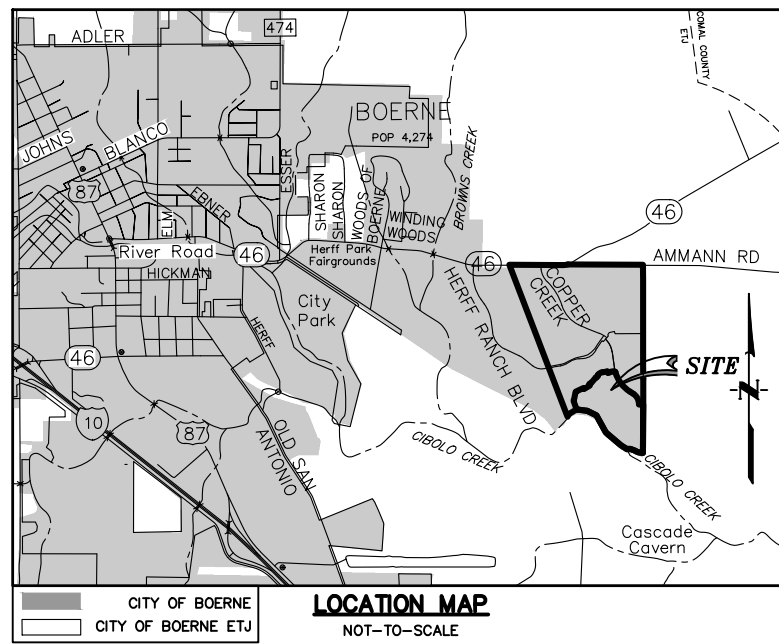 474
ADLER
COMAL COUNTY
ETJ
BOERNE
POP 4,274
JOHNS
BLANCO
BROWNS CREEK
87
EBNER
ESSER
SHARON
SHARON
WOODS OF
BOERNE
WINDING
WOODS
ELM
46
River Road
46
Herff Park
Fairgrounds
46
AMMANN RD
HICKMAN
COPPER
CREEK
City
Park
HERFF RANCH BLVD
HERFF
46
SITE
N
10
87
OLD SAN
ANTONIO
CIBOLO CREEK
CIBOLO CREEK
Cascade
Cavern
CITY OF BOERNE
CITY OF BOERNE ETJ
LOCATION MAP
NOT-TO-SCALE